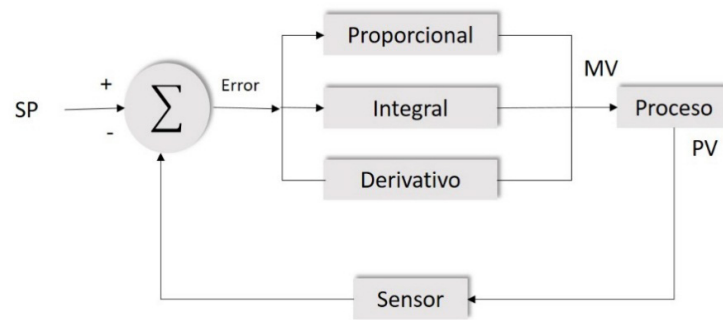 Proporcional
+
Error
MV
SP
∑
Integral
Proceso
-
PV
Derivativo
Sensor